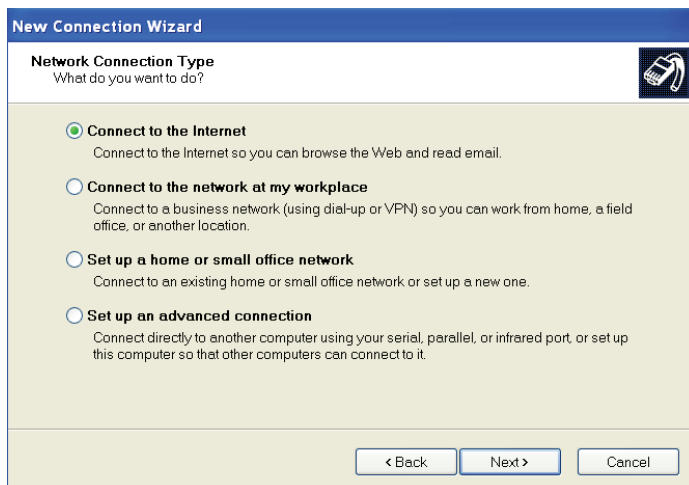 New Connection Wizard
Network Connection Type
What do you want to do?
Connect to the Internet
Connect to the Internet so you can browse the Web and read email.
Connect to the network at my workplace
Connect to a business network (using dial-up or VPN) so you can work from home, a field
office, or another location.
Set up a home or small office network
Connect to an existing home or small office network or set up a new one.
Set up an advanced connection
Connect directly to another computer using your serial, parallel, or infrared port, or set up
this computer so that other computers can connect to it.
< Back Next > Cancel